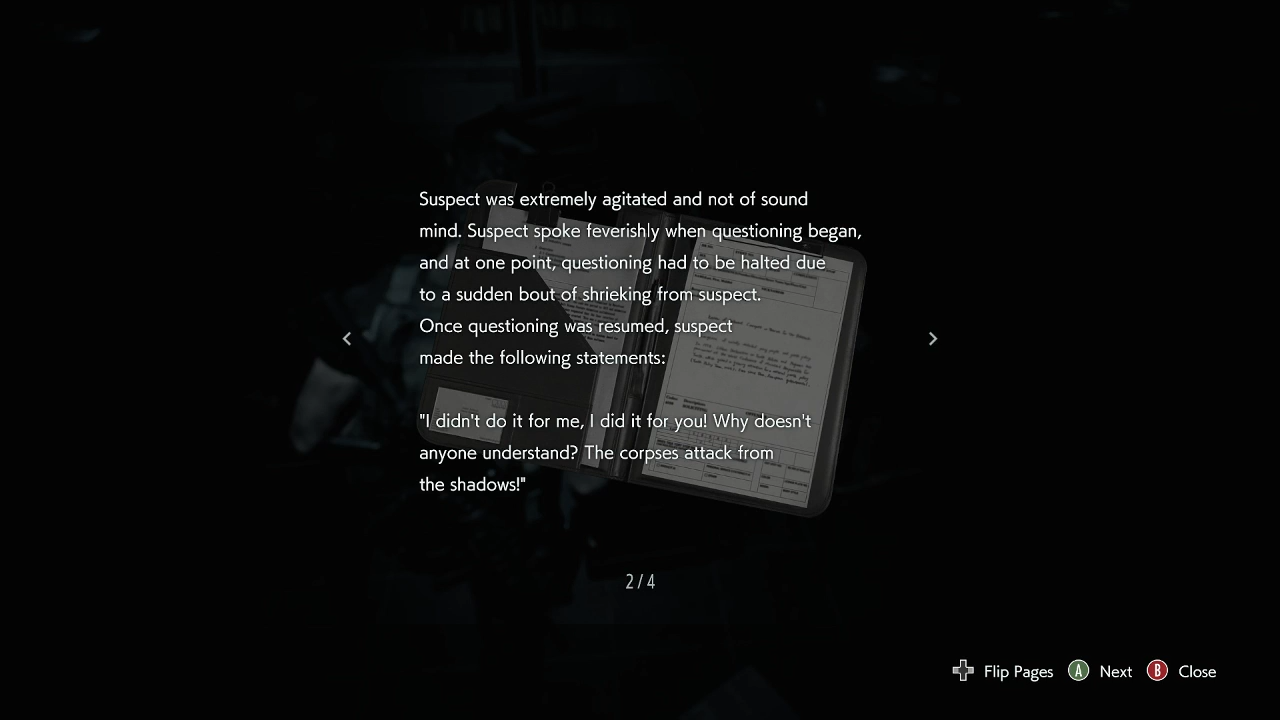 Suspect was extremely agitated and not of sound
mind. Suspect spoke feverishly when questioning began,
and at one point, questioning had to be halted due
to a sudden bout of shrieking from suspect.
Once questioning was resumed, suspect
made the following statements:
"I didn't do it for me, I did it for you! Why doesn't
anyone understand? The corpses attack from
the shadows!"
2 / 4
Flip Pages A Next B Close